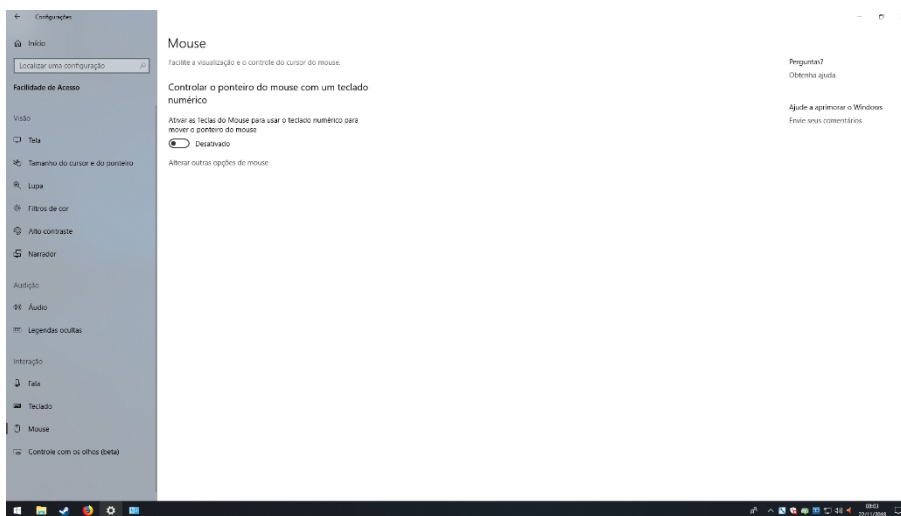 Configurações
Início
Localizar uma configuração
Facilidade de Acesso
Visão
Tela
Tamanho do cursor e do ponteiro
Lupa
Filtros de cor
Alto contraste
Narrador
Audição
Áudio
Legendas ocultas
Interação
Fala
Teclado
Mouse
Controle com os olhos (beta)
Mouse
Facilite a visualização e o controle do cursor do mouse.
Controlar o ponteiro do mouse com um teclado
numérico
Ativar as Teclas do Mouse para usar o teclado numérico para
mover o ponteiro do mouse
Desativado
Alterar outras opções de mouse
Perguntas?
Obtenha ajuda
Ajude a aprimorar o Windows
Envie seus comentários
22/11/2018